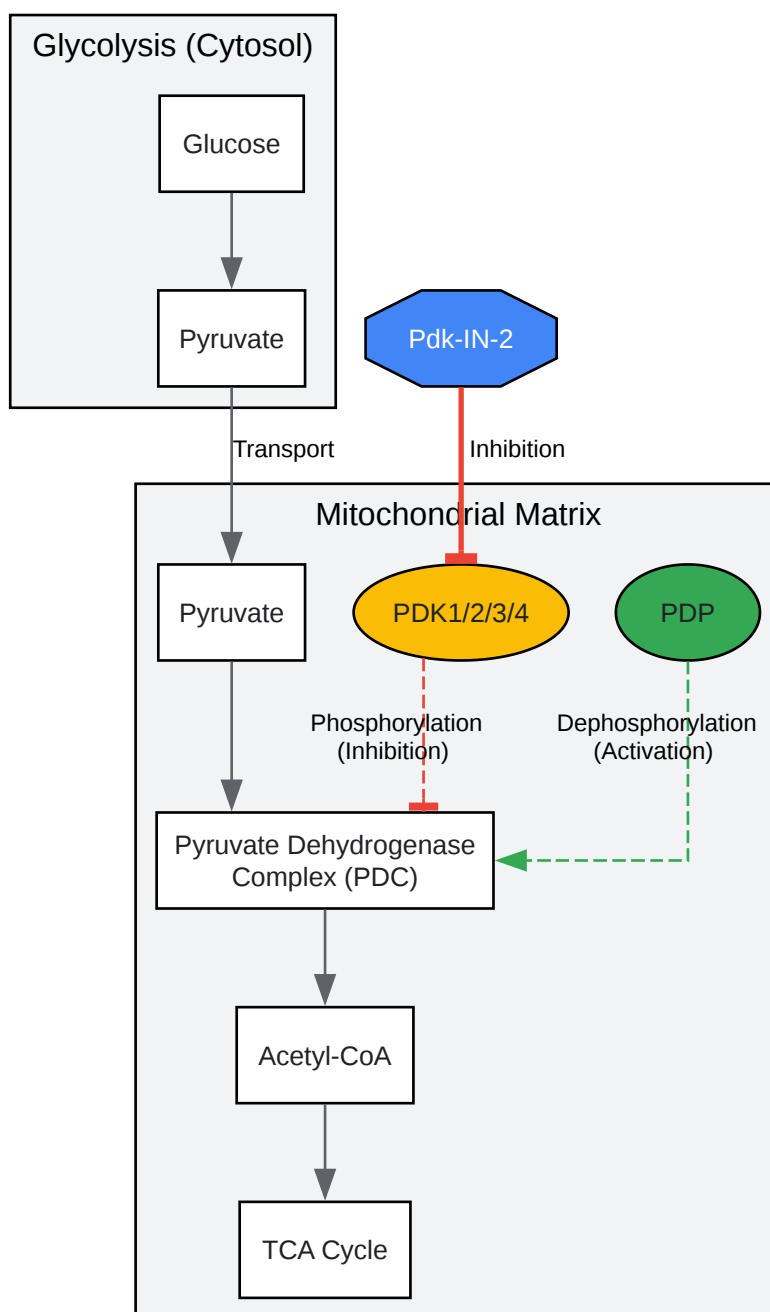 Glycolysis (Cytosol)
Glucose
Pyruvate
Pdk-IN-2
Transport
Inhibition
Mitochondrial Matrix
Pyruvate
PDK1/2/3/4
PDP
Phosphorylation
(Inhibition)
Dephosphorylation
(Activation)
Pyruvate Dehydrogenase
Complex (PDC)
Acetyl-CoA
TCA Cycle